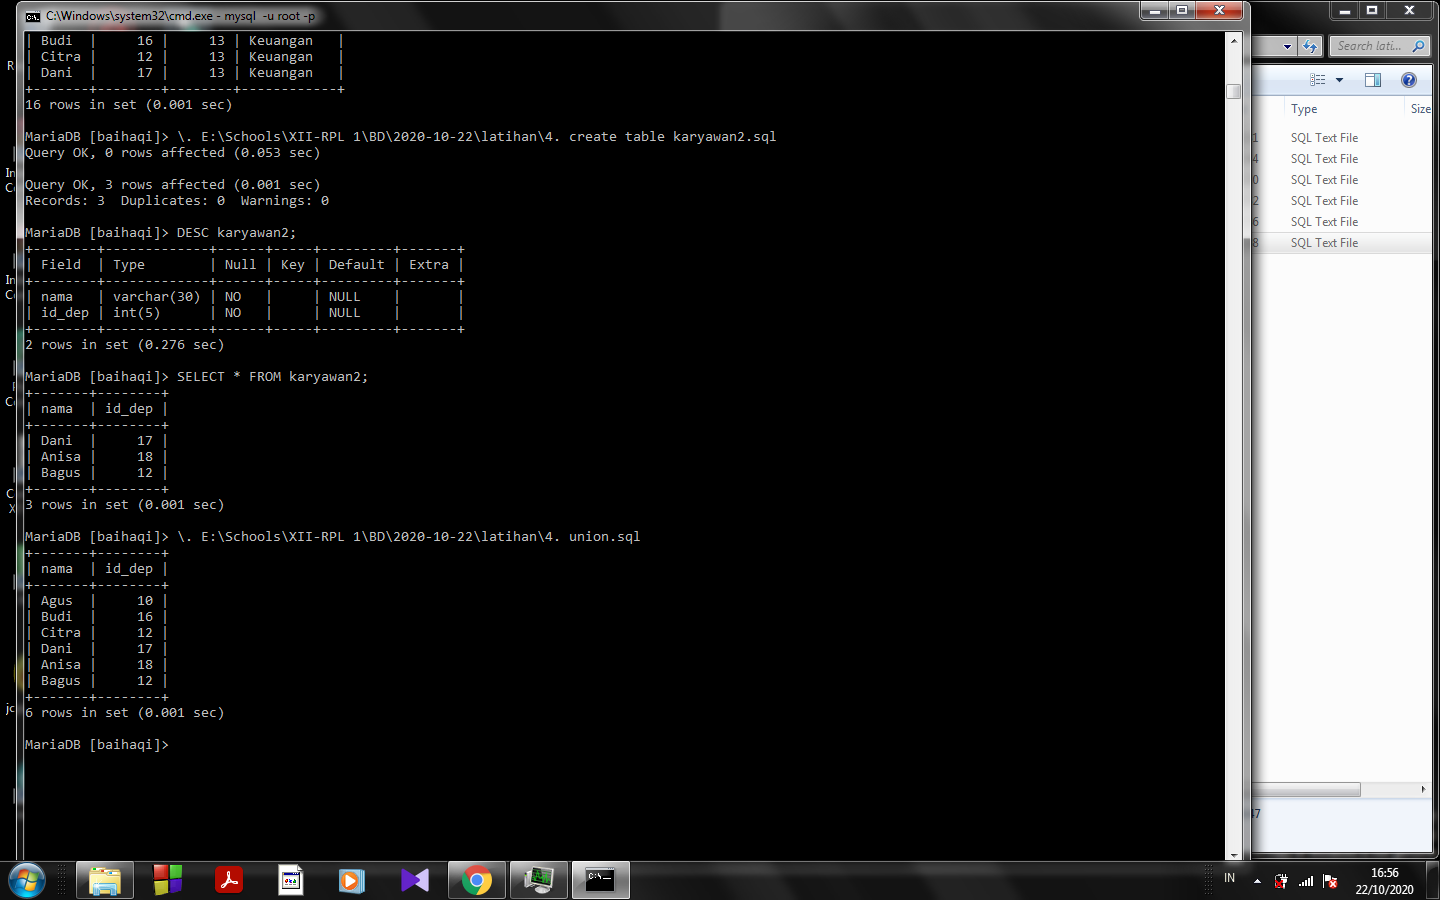 C:\Windows\system32\cmd.exe - mysql  -u root -p
| Budi  |     16 |     13 | Keuangan   |
| Citra |     12 |     13 | Keuangan   |
| Dani  |     17 |     13 | Keuangan   |
+-------+--------+--------+------------+
16 rows in set (0.001 sec)
MariaDB [baihaqi]> \. E:\Schools\XII-RPL 1\BD\2020-10-22\latihan\4. create table karyawan2.sql
Query OK, 0 rows affected (0.053 sec)
Query OK, 3 rows affected (0.001 sec)
Records: 3  Duplicates: 0  Warnings: 0
MariaDB [baihaqi]> DESC karyawan2;
+--------+-------------+------+-----+---------+-------+
| Field  | Type        | Null | Key | Default | Extra |
+--------+-------------+------+-----+---------+-------+
| nama   | varchar(30) | NO   |     | NULL    |       |
| id_dep | int(5)      | NO   |     | NULL    |       |
+--------+-------------+------+-----+---------+-------+
2 rows in set (0.276 sec)
MariaDB [baihaqi]> SELECT * FROM karyawan2;
+-------+--------+
| nama  | id_dep |
+-------+--------+
| Dani  |     17 |
| Anisa |     18 |
| Bagus |     12 |
+-------+--------+
3 rows in set (0.001 sec)
MariaDB [baihaqi]> \. E:\Schools\XII-RPL 1\BD\2020-10-22\latihan\4. union.sql
+-------+--------+
| nama  | id_dep |
+-------+--------+
| Agus  |     10 |
| Budi  |     16 |
| Citra |     12 |
| Dani  |     17 |
| Anisa |     18 |
| Bagus |     12 |
+-------+--------+
6 rows in set (0.001 sec)
MariaDB [baihaqi]>
Search lati...
Type Size
1 SQL Text File
4 SQL Text File
0 SQL Text File
2 SQL Text File
6 SQL Text File
8 SQL Text File
47
IN
16:56
22/10/2020